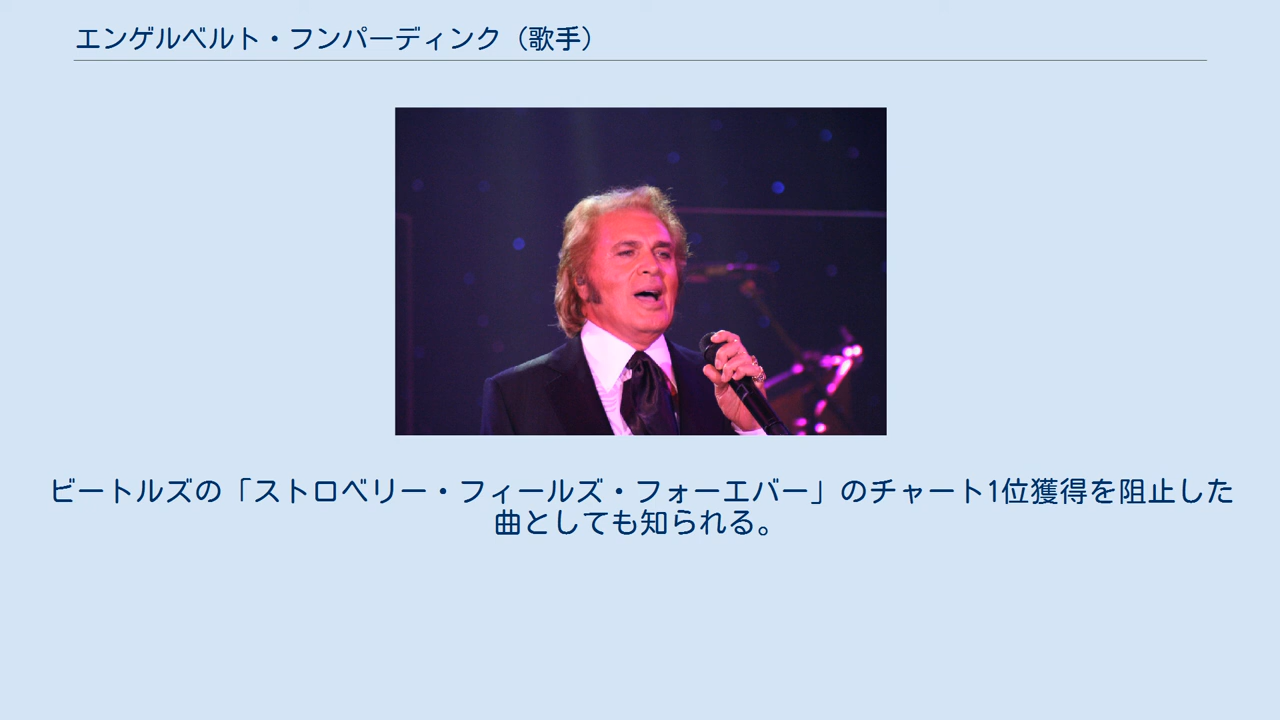 エンゲルベルト・フンパーディンク（歌手）
ビートルズの「ストロベリー・フィールズ・フォーエバー」のチャート1位獲得を阻止した
曲としても知られる。